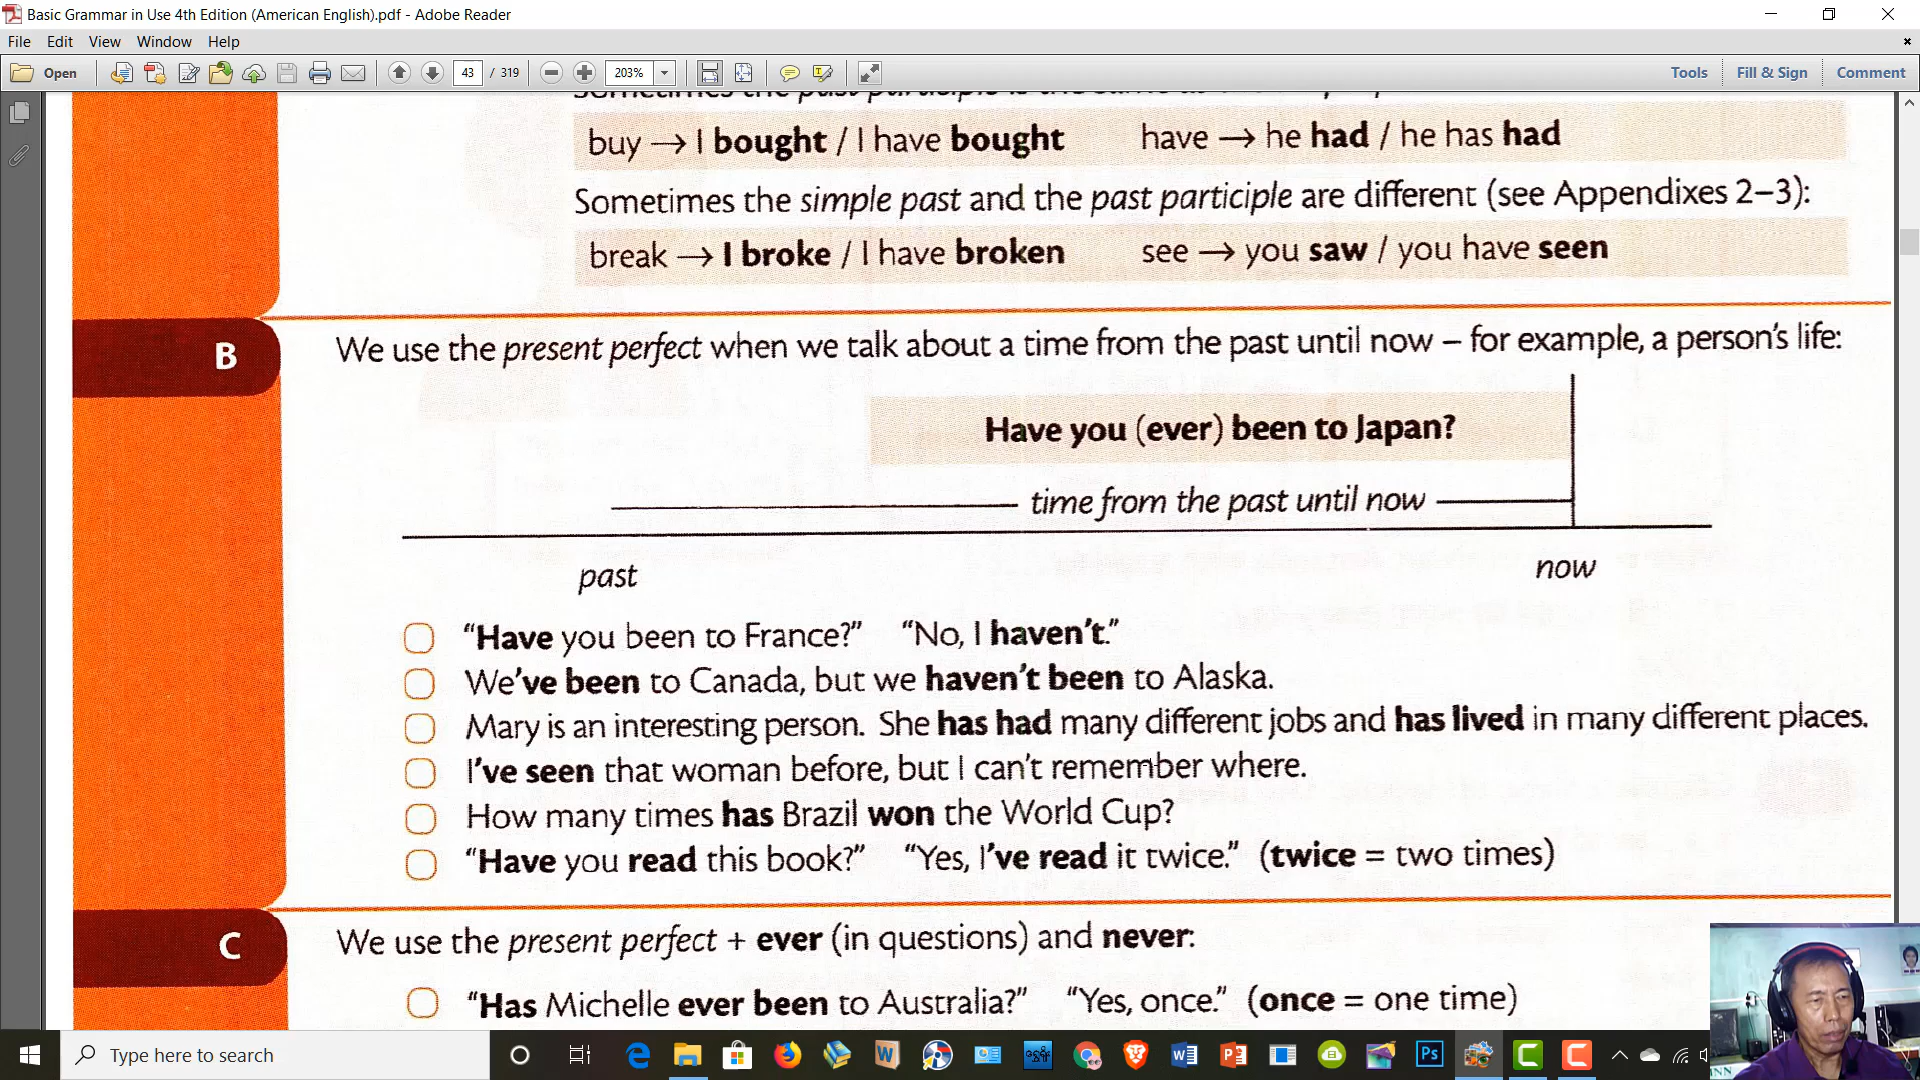 Basic Grammar in Use 4th Edition (American English).pdf - Adobe Reader
File Edit View Window Help
Open 43 / 319 203% Tools Fill & Sign Comment
buy → I bought / I have bought have → he had / he has had
Sometimes the simple past and the past participle are different (see Appendixes 2–3):
break → I broke / I have broken see → you saw / you have seen
B We use the present perfect when we talk about a time from the past until now – for example, a person's life:
Have you (ever) been to Japan?
time from the past until now
past now
"Have you been to France?" "No, I haven't."
We've been to Canada, but we haven't been to Alaska.
Mary is an interesting person. She has had many different jobs and has lived in many different places.
I've seen that woman before, but I can't remember where.
How many times has Brazil won the World Cup?
"Have you read this book?" "Yes, I've read it twice." (twice = two times)
C We use the present perfect + ever (in questions) and never:
"Has Michelle ever been to Australia?" "Yes, once." (once = one time)
Type here to search